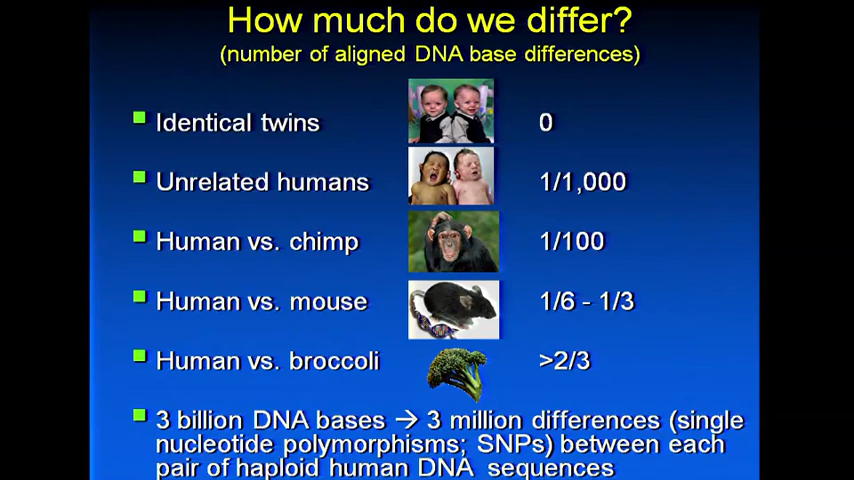 How much do we differ?
(number of aligned DNA base differences)
Identical twins 0
Unrelated humans 1/1,000
Human vs. chimp 1/100
Human vs. mouse 1/6 - 1/3
Human vs. broccoli >2/3
3 billion DNA bases → 3 million differences (single
nucleotide polymorphisms; SNPs) between each
pair of haploid human DNA sequences